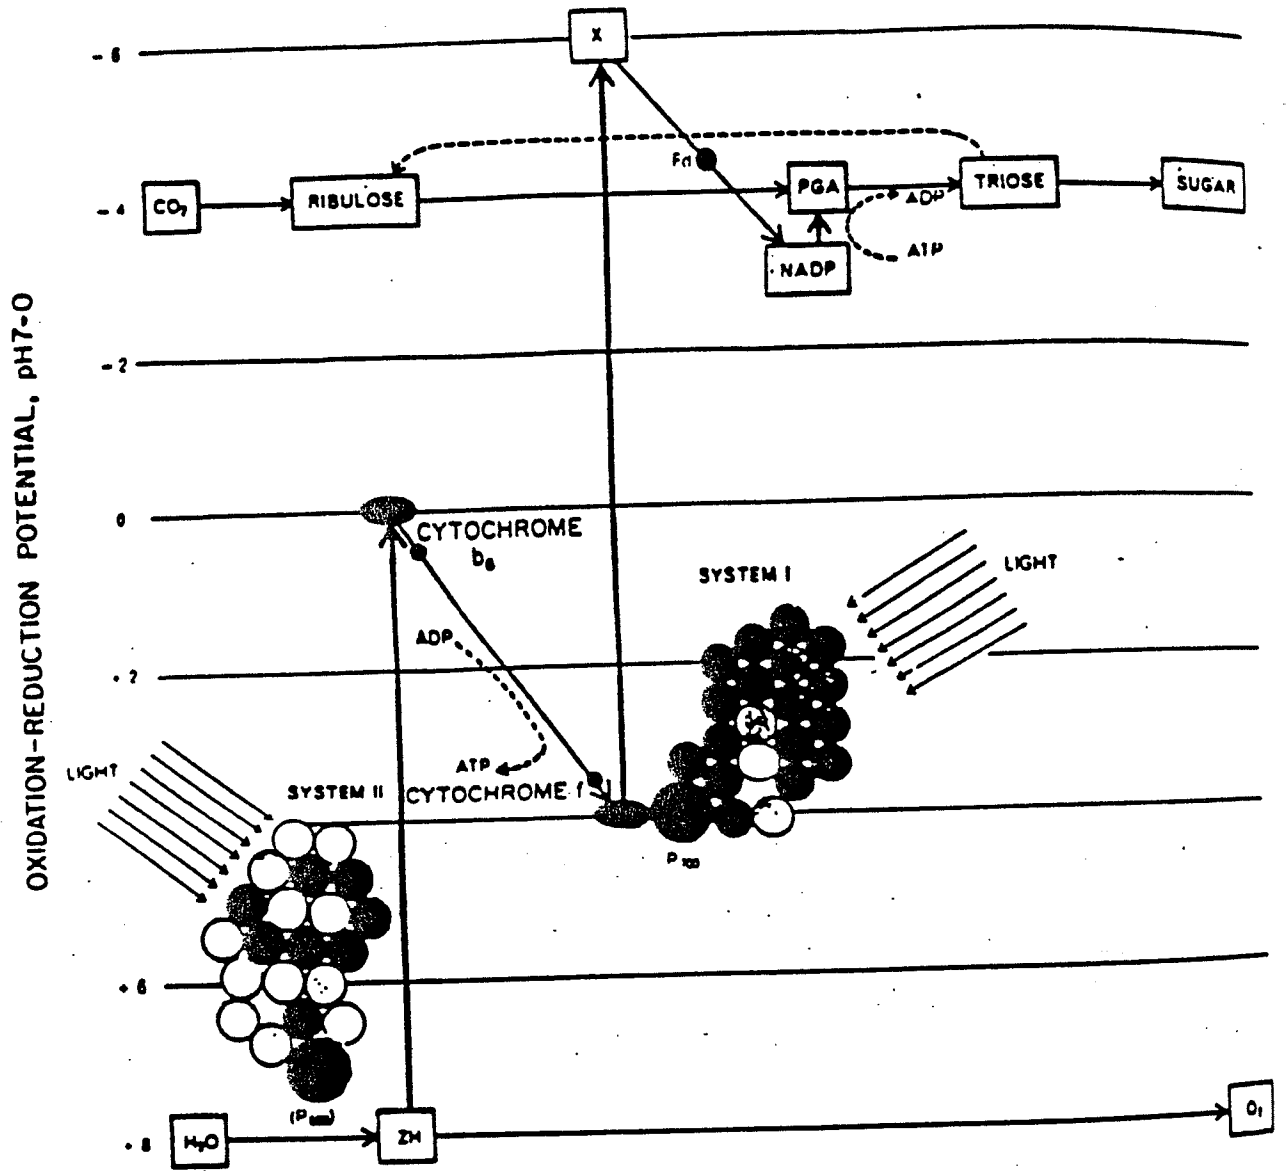 X
- 6
Fd
PGA
TRIOSE
SUGAR
RIBULOSE
CO₂
- 4
ADP
ATP
NADP
OXIDATION-REDUCTION POTENTIAL, pH7-0
- 2
0
CYTOCHROME
b₆
SYSTEM I
LIGHT
ADP
+ 2
LIGHT
ATP
SYSTEM II
CYTOCHROME f
P₇₀₀
+ 6
H₂O
ZH
O₂
+ 8